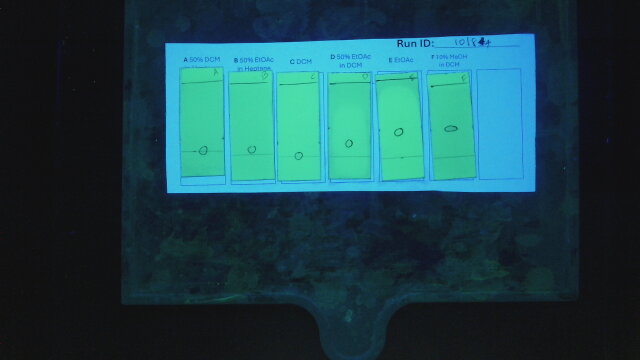 Run ID: 10184
A 50% DCM
B 50% EtOAc
in Heptane
C DCM
D 50% EtOAc
in DCM
E EtOAc
F 10% MeOH
in DCM
A
B
C
D
E
F